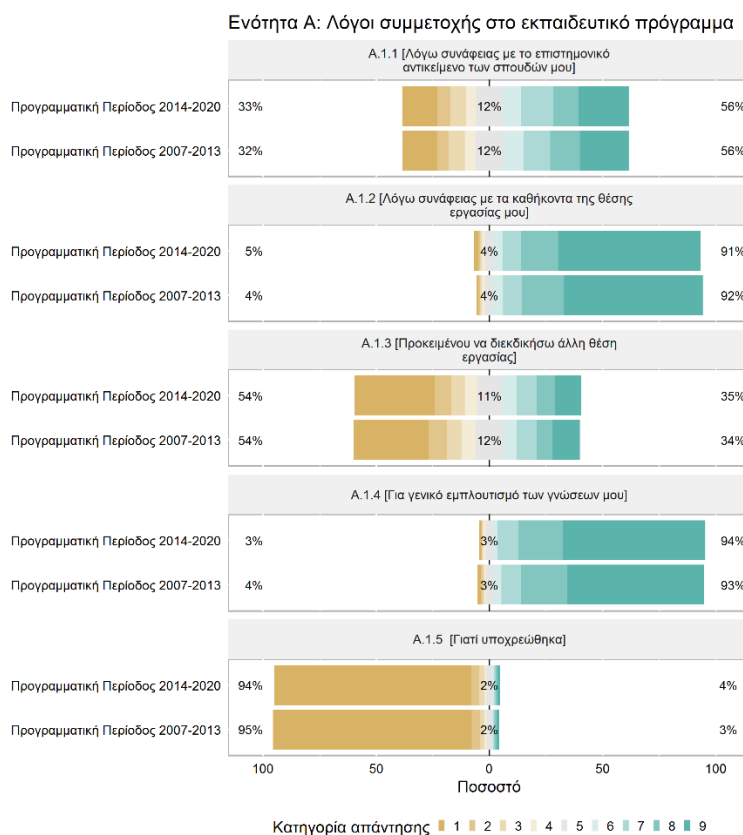 Ενότητα Α: Λόγοι συμμετοχής στο εκπαιδευτικό πρόγραμμα
Α.1.1 [Λόγω συνάφειας με το επιστημονικό
αντικείμενο των σπουδών μου]
Προγραμματική Περίοδος 2014-2020 33% 12% 56%
Προγραμματική Περίοδος 2007-2013 32% 12% 56%
Α.1.2 [Λόγω συνάφειας με τα καθήκοντα της θέσης
εργασίας μου]
Προγραμματική Περίοδος 2014-2020 5% 4% 91%
Προγραμματική Περίοδος 2007-2013 4% 4% 92%
Α.1.3 [Προκειμένου να διεκδικήσω άλλη θέση
εργασίας]
Προγραμματική Περίοδος 2014-2020 54% 11% 35%
Προγραμματική Περίοδος 2007-2013 54% 12% 34%
Α.1.4 [Για γενικό εμπλουτισμό των γνώσεων μου]
Προγραμματική Περίοδος 2014-2020 3% 3% 94%
Προγραμματική Περίοδος 2007-2013 4% 3% 93%
Α.1.5 [Γιατί υποχρεώθηκα]
Προγραμματική Περίοδος 2014-2020 94% 2% 4%
Προγραμματική Περίοδος 2007-2013 95% 2% 3%
100 50 0 50 100
Ποσοστό
Κατηγορία απάντησης 1 2 3 4 5 6 7 8 9